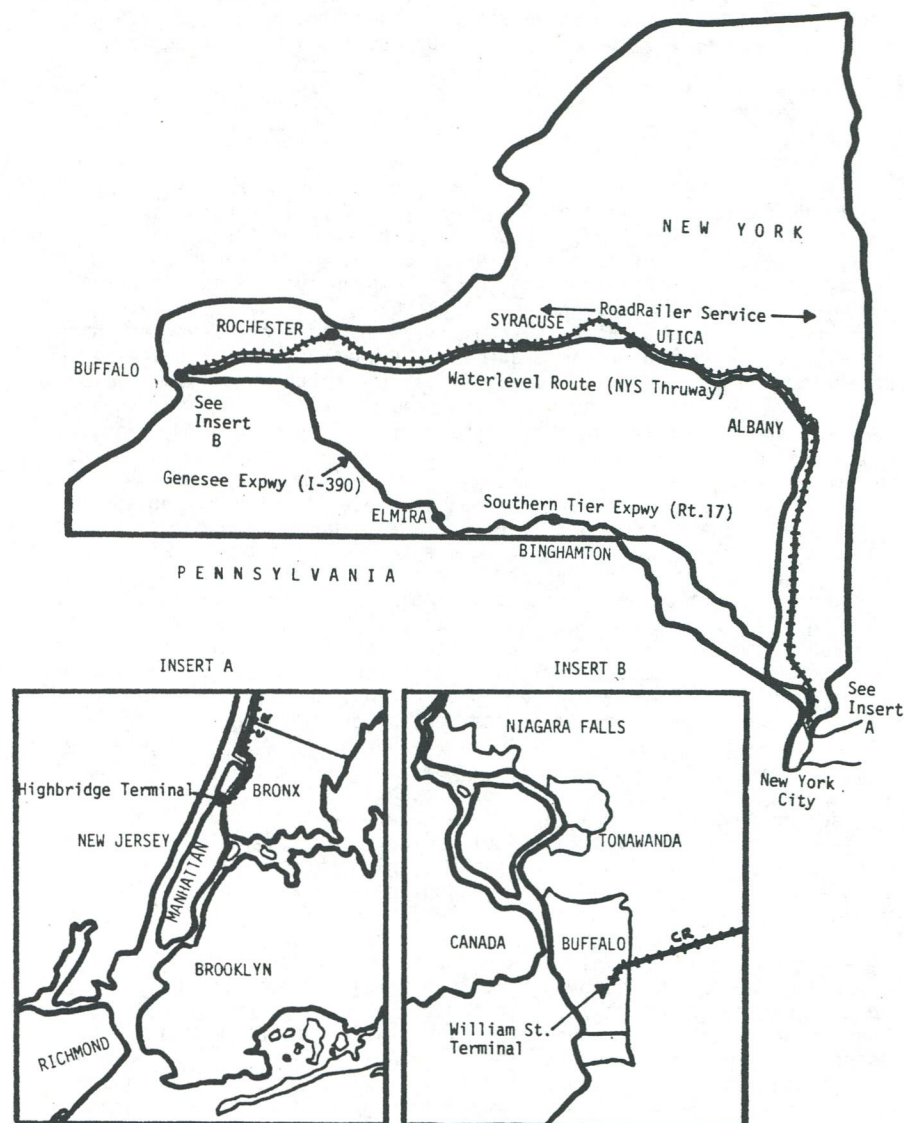 NEW YORK
RoadRailer Service
SYRACUSE
ROCHESTER
UTICA
BUFFALO
Waterlevel Route (NYS Thruway)
See
Insert
B
ALBANY
Genesee Expwy (I-390)
ELMIRA
Southern Tier Expwy (Rt.17)
BINGHAMTON
PENNSYLVANIA
See
Insert
A
New York
City
INSERT A
CR
Highbridge Terminal
BRONX
NEW JERSEY
MANHATTAN
BROOKLYN
RICHMOND
INSERT B
NIAGARA FALLS
TONAWANDA
CANADA
BUFFALO
CR
William St.
Terminal